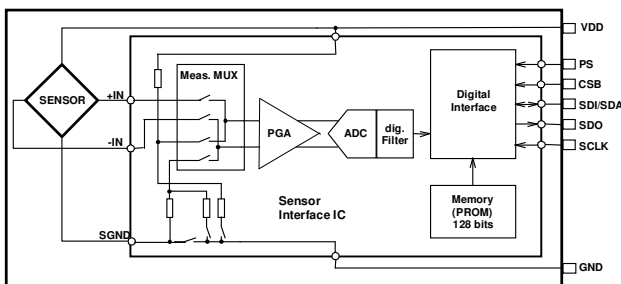 VDD
PS
Meas. MUX
CSB
Digital
Interface
SENSOR
+IN
SDI/SDA
PGA
ADC
dig.
Filter
SDO
-IN
SCLK
Sensor
Interface IC
Memory
(PROM)
128 bits
SGND
GND